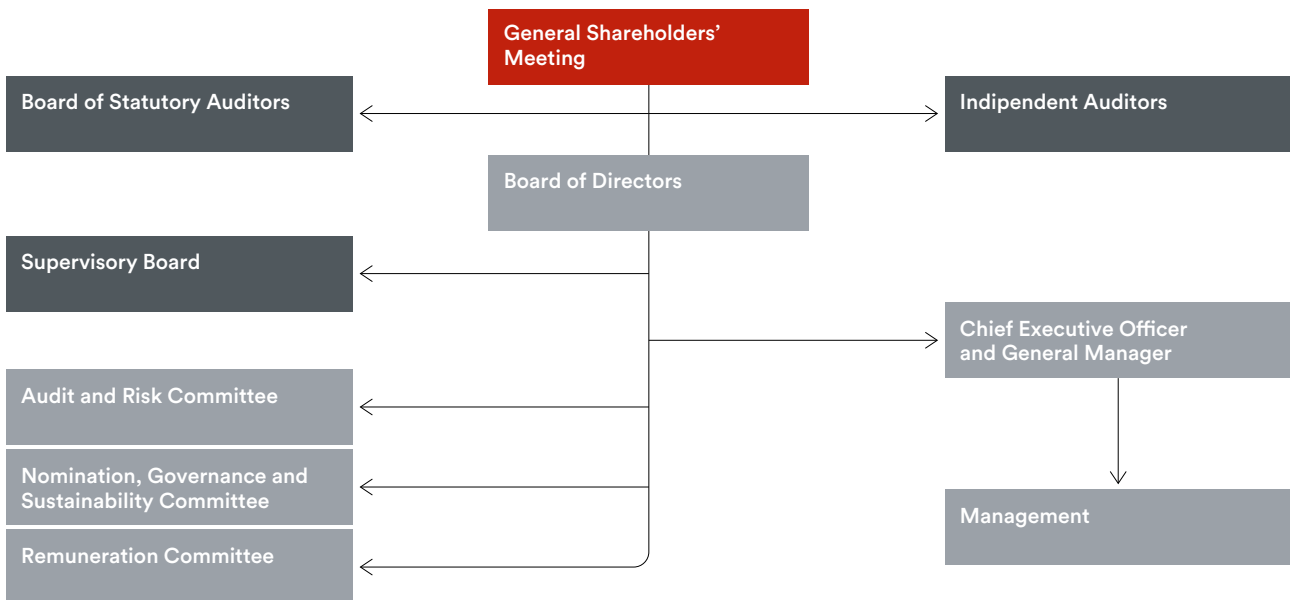 General Shareholders’
Meeting
Board of Statutory Auditors
Indipendent Auditors
Board of Directors
Supervisory Board
Chief Executive Officer
and General Manager
Audit and Risk Committee
Nomination, Governance and
Sustainability Committee
Management
Remuneration Committee